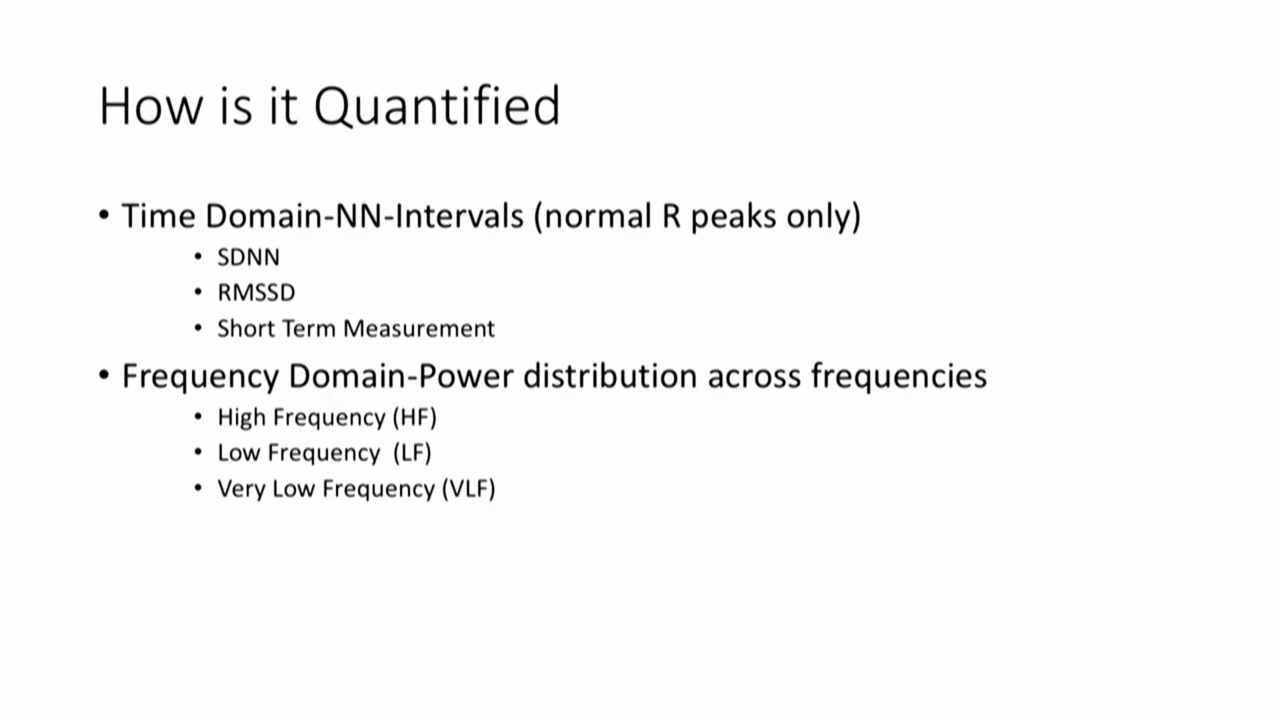 How is it Quantified
• Time Domain-NN-Intervals (normal R peaks only)
• SDNN
• RMSSD
• Short Term Measurement
• Frequency Domain-Power distribution across frequencies
• High Frequency (HF)
• Low Frequency  (LF)
• Very Low Frequency (VLF)